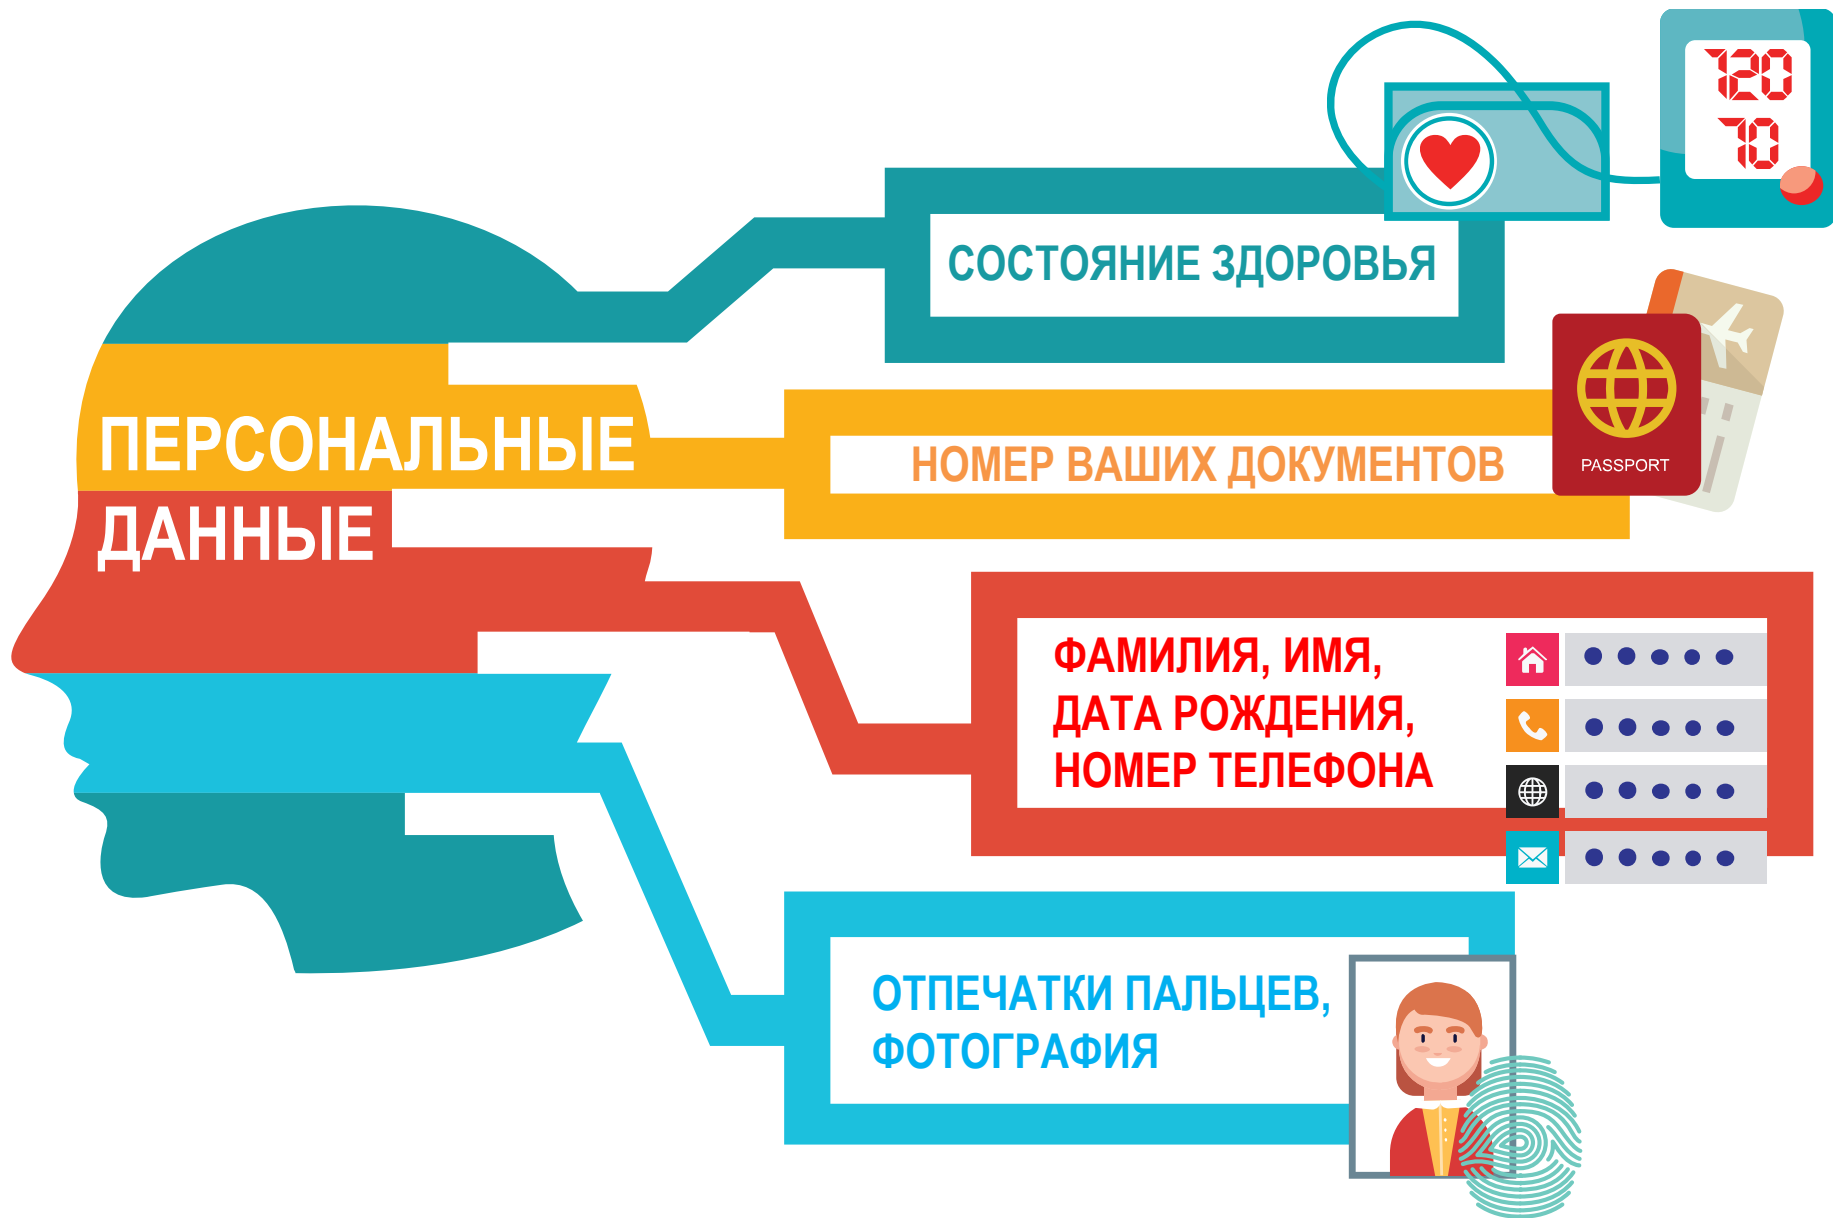 120
70
СОСТОЯНИЕ ЗДОРОВЬЯ
ПЕРСОНАЛЬНЫЕ
ДАННЫЕ
НОМЕР ВАШИХ ДОКУМЕНТОВ
PASSPORT
ФАМИЛИЯ, ИМЯ,
ДАТА РОЖДЕНИЯ,
НОМЕР ТЕЛЕФОНА
ОТПЕЧАТКИ ПАЛЬЦЕВ,
ФОТОГРАФИЯ